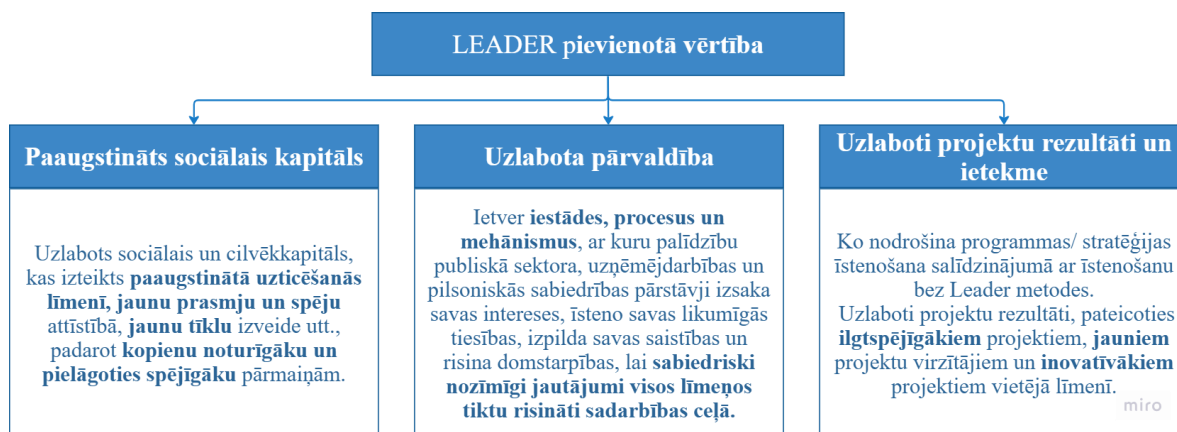 LEADER pievienotā vērtība
Paaugstināts sociālais kapitāls
Uzlabots sociālais un cilvēkkapitāls,
kas izteikts paaugstinātā uzticēšanās
līmenī, jaunu prasmju un spēju
attīstībā, jaunu tīklu izveide utt.,
padarot kopienu noturīgāku un
pielāgoties spējīgāku pārmaiņām.
Uzlabota pārvaldība
Ietver iestādes, procesus un
mehānismus, ar kuru palīdzību
publiskā sektora, uzņēmējdarbības un
pilsoniskās sabiedrības pārstāvji izsaka
savas intereses, īsteno savas likumīgās
tiesības, izpilda savas saistības un
risina domstarpības, lai sabiedriski
nozīmīgi jautājumi visos līmeņos
tiktu risināti sadarbības ceļā.
Uzlaboti projektu rezultāti un
ietekme
Ko nodrošina programmas/ stratēģijas
īstenošana salīdzinājumā ar īstenošanu
bez Leader metodes.
Uzlaboti projektu rezultāti, pateicoties
ilgtspējīgākiem projektiem, jauniem
projektu virzītājiem un inovatīvākiem
projektiem vietējā līmenī.
miro